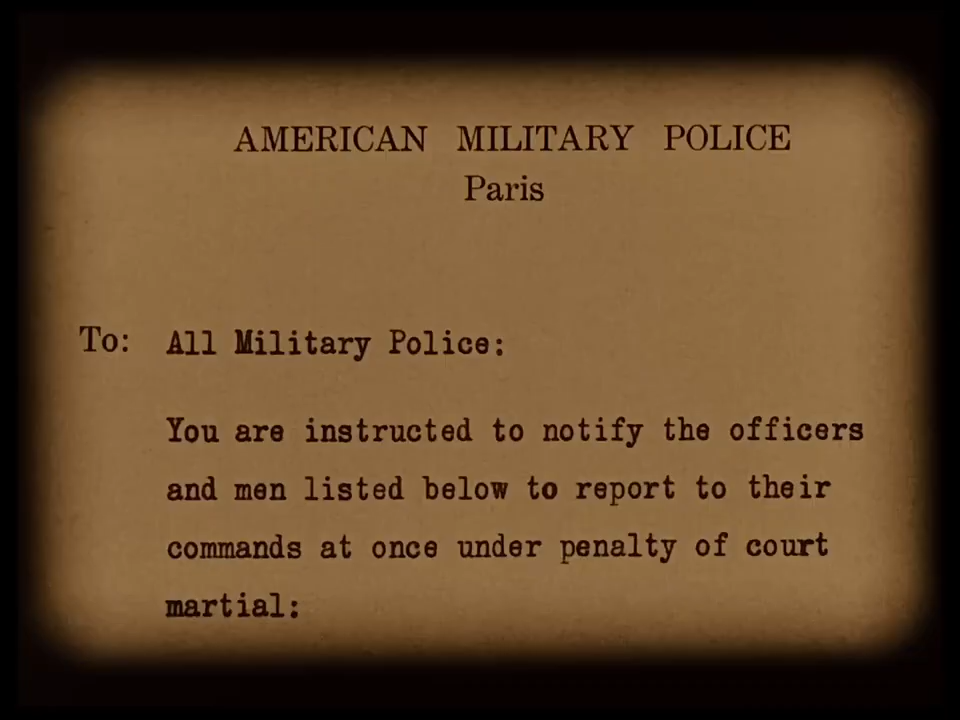 AMERICAN MILITARY POLICE
Paris
To: All Military Police:
You are instructed to notify the officers
and men listed below to report to their
commands at once under penalty of court
martial: